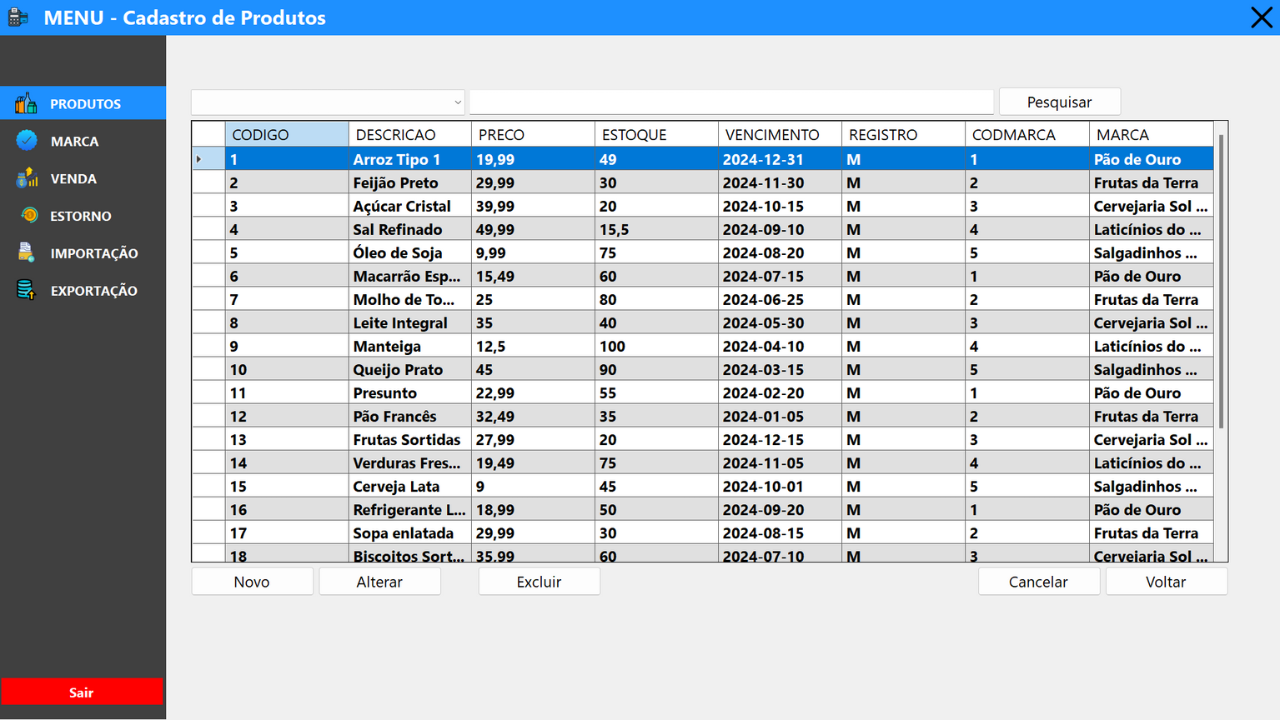 MENU - Cadastro de Produtos
PRODUTOS
MARCA
VENDA
ESTORNO
IMPORTAÇÃO
EXPORTAÇÃO
Sair
Pesquisar
CODIGO DESCRICAO PRECO ESTOQUE VENCIMENTO REGISTRO CODMARCA MARCA
1 Arroz Tipo 1 19,99 49 2024-12-31 M 1 Pão de Ouro
2 Feijão Preto 29,99 30 2024-11-30 M 2 Frutas da Terra
3 Açúcar Cristal 39,99 20 2024-10-15 M 3 Cervejaria Sol ...
4 Sal Refinado 49,99 15,5 2024-09-10 M 4 Laticínios do ...
5 Óleo de Soja 9,99 75 2024-08-20 M 5 Salgadinhos ...
6 Macarrão Esp... 15,49 60 2024-07-15 M 1 Pão de Ouro
7 Molho de To... 25 80 2024-06-25 M 2 Frutas da Terra
8 Leite Integral 35 40 2024-05-30 M 3 Cervejaria Sol ...
9 Manteiga 12,5 100 2024-04-10 M 4 Laticínios do ...
10 Queijo Prato 45 90 2024-03-15 M 5 Salgadinhos ...
11 Presunto 22,99 55 2024-02-20 M 1 Pão de Ouro
12 Pão Francês 32,49 35 2024-01-05 M 2 Frutas da Terra
13 Frutas Sortidas 27,99 20 2024-12-15 M 3 Cervejaria Sol ...
14 Verduras Fres... 19,49 75 2024-11-05 M 4 Laticínios do ...
15 Cerveja Lata 9 45 2024-10-01 M 5 Salgadinhos ...
16 Refrigerante L... 18,99 50 2024-09-20 M 1 Pão de Ouro
17 Sopa enlatada 29,99 30 2024-08-15 M 2 Frutas da Terra
18 Biscoitos Sort... 35,99 60 2024-07-10 M 3 Cervejaria Sol ...
Novo Alterar Excluir Cancelar Voltar